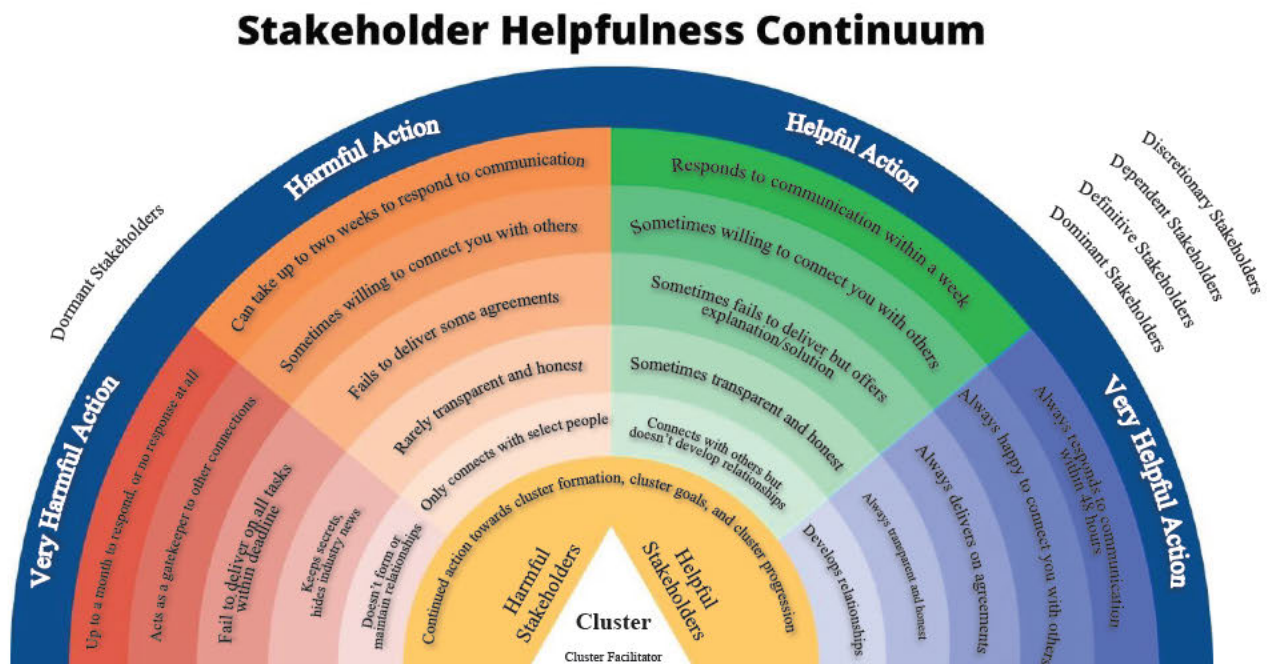 Stakeholder Helpfulness Continuum
Very Harmful Action
Harmful Action
Helpful Action
Very Helpful Action
Dormant Stakeholders
Discretionary Stakeholders
Dependent Stakeholders
Definitive Stakeholders
Dominant Stakeholders
Up to a month to respond, or no response at all
Acts as a gatekeeper to other connections
Fail to deliver on all tasks
within deadline
Keeps secrets,
hides industry news
Doesn't form or
maintain relationships
Can take up to two weeks to respond to communication
Sometimes willing to connect you with others
Fails to deliver some agreements
Rarely transparent and honest
Only connects with select people
Responds to communication within a week
Sometimes willing to connect you with others
Sometimes fails to deliver but offers
explanation/solution
Sometimes transparent and honest
Connects with others but
doesn't develop relationships
Always responds to communication
within 48 hours
Always happy to connect you with others
Always delivers on agreements
Always transparent and honest
Develops relationships
Continued action towards cluster formation, cluster goals, and cluster progression
Harmful
Stakeholders
Helpful
Stakeholders
Cluster
Cluster Facilitator